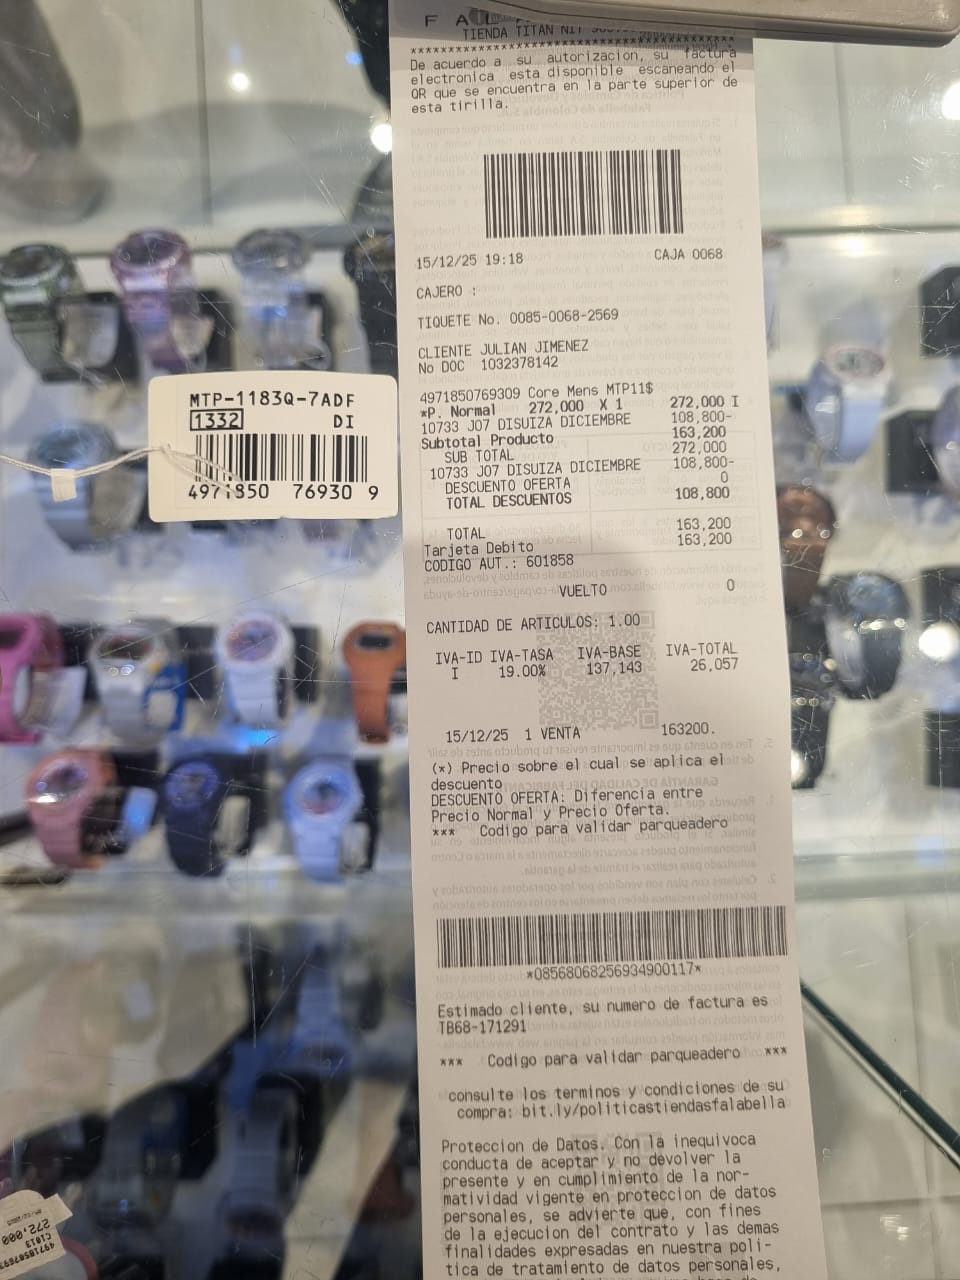 F A L
TIENDA TITAN NIT
****************************************
De acuerdo a su autorizacion, su factura
electronica esta disponible escaneando el
QR que se encuentra en la parte superior de
esta tirilla.
15/12/25 19:18 CAJA 0068
CAJERO :
TIQUETE No. 0085-0068-2569
CLIENTE JULIAN JIMENEZ
No DOC 1032378142
4971850769309 Core Mens MTP11$
*P. Normal 272,000 X 1 272,000 I
10733 J07 DISUIZA DICIEMBRE 108,800-
Subtotal Producto 163,200
SUB TOTAL 272,000
10733 J07 DISUIZA DICIEMBRE 108,800-
DESCUENTO OFERTA 0
TOTAL DESCUENTOS 108,800
TOTAL 163,200
Tarjeta Debito 163,200
CODIGO AUT.: 601858
VUELTO 0
CANTIDAD DE ARTICULOS: 1.00
IVA-ID IVA-TASA IVA-BASE IVA-TOTAL
I 19.00% 137,143 26,057
15/12/25 1 VENTA 163200.
(*) Precio sobre el cual se aplica el
descuento
DESCUENTO OFERTA: Diferencia entre
Precio Normal y Precio Oferta.
*** Codigo para validar parqueadero
*08568068256934900117*
Estimado cliente, su numero de factura es
TB68-171291
*** Codigo para validar parqueadero ***
consulte los terminos y condiciones de su
compra: bit.ly/politicastiendasfalabella
Proteccion de Datos. Con la inequivoca
conducta de aceptar y no devolver la
presente y en cumplimiento de la nor-
matividad vigente en proteccion de datos
personales, se advierte que, con fines
de la ejecucion del contrato y las demas
finalidades expresadas en nuestra poli-
tica de tratamiento de datos personales,
MTP-1183Q-7ADF
1332 DI
4971850 76930 9
272,000
C1013